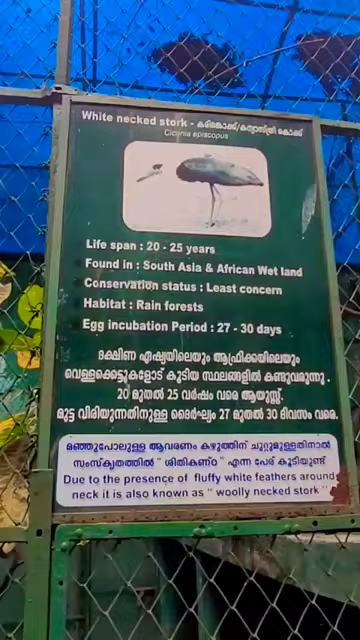 White necked stork - കരിങ്കൊക്ക്/കന്യാസ്ത്രി കൊക്ക്
Ciconia episcopus
Life span : 20 - 25 years
Found in : South Asia & African Wet land
Conservation status : Least concern
Habitat : Rain forests
Egg incubation Period : 27 - 30 days
ദക്ഷിണ ഏഷ്യയിലെയും ആഫ്രിക്കയിലെയും
വെള്ളക്കെട്ടുകളോട് കൂടിയ സ്ഥലങ്ങളിൽ കണ്ടുവരുന്നു .
20 മുതൽ 25 വർഷം വരെ ആയുസ്സ്.
മുട്ട വിരിയുന്നതിനുള്ള ദൈർഘ്യം 27 മുതൽ 30 ദിവസം വരെ.
മഞ്ഞുപോലുള്ള ആവരണം കഴുത്തിന് ചുറ്റുമുള്ളതിനാൽ
സംസ്കൃതത്തിൽ " ശിതികണ്ഠ " എന്ന പേര് കൂടിയുണ്ട്
Due to the presence of fluffy white feathers around
neck it is also known as " woolly necked stork "